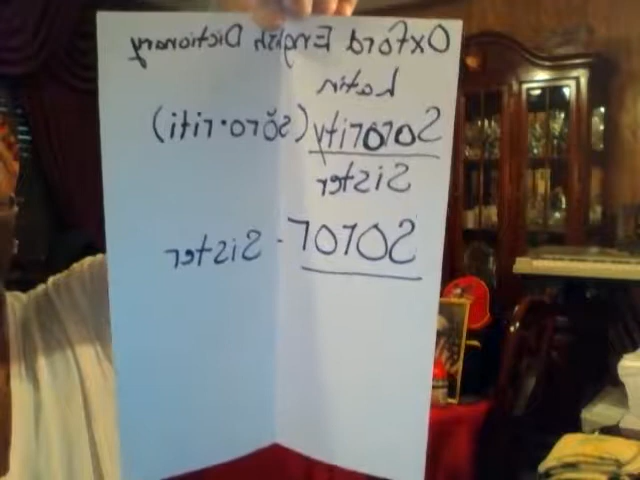 Oxford English Dictionary
Latin
Sorority (sŏro·riti)
Sister
Soror - Sister